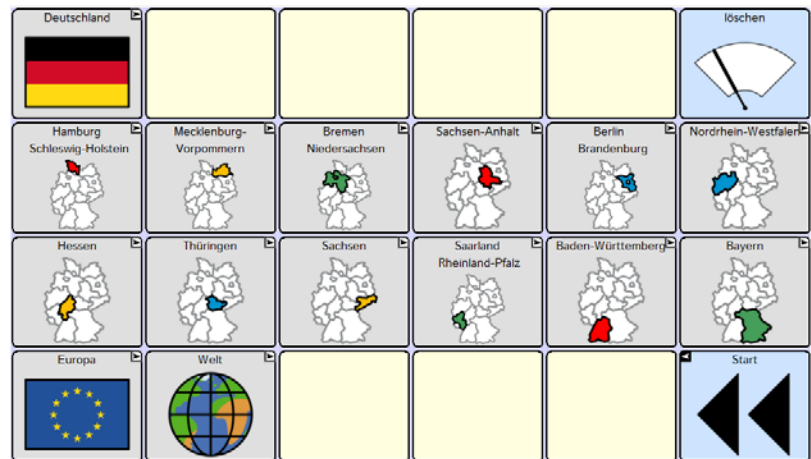 Deutschland
löschen
Hamburg
Schleswig-Holstein
Mecklenburg-
Vorpommern
Bremen
Niedersachsen
Sachsen-Anhalt
Berlin
Brandenburg
Nordrhein-Westfalen
Hessen
Thüringen
Sachsen
Saarland
Rheinland-Pfalz
Baden-Württemberg
Bayern
Europa
Welt
Start